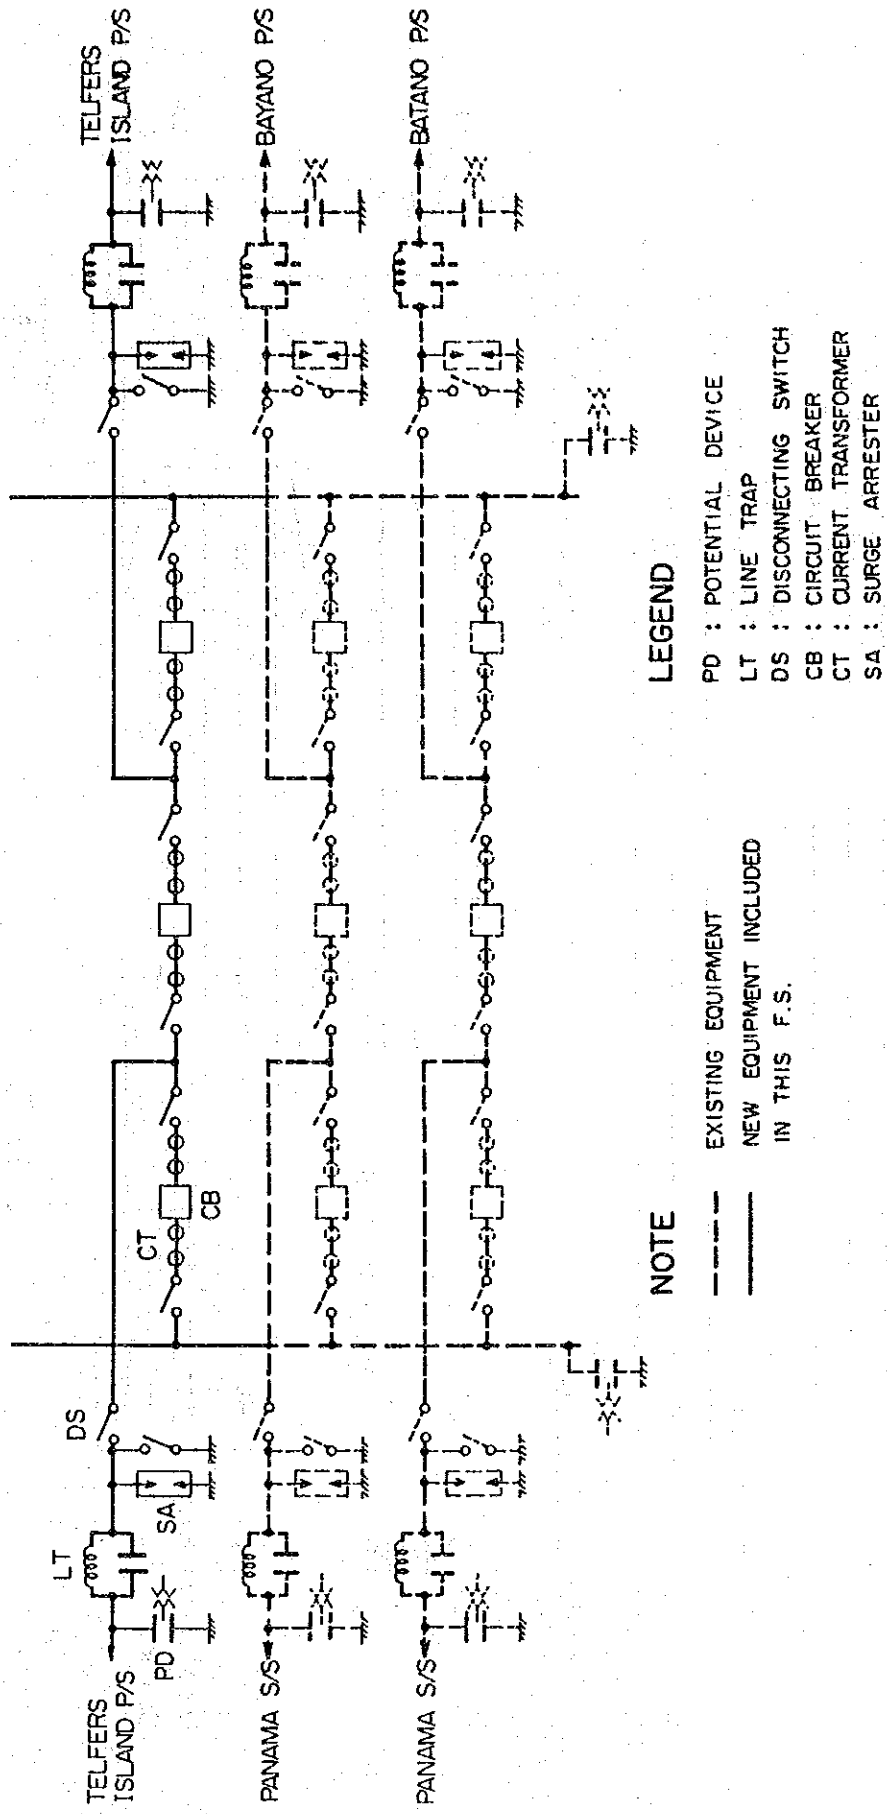 TELFERS
ISLAND P/S
BAYANO P/S
BATANO P/S
CT
CB
DS
LT
SA
PD
TELFERS
ISLAND P/S
PANAMA S/S
PANAMA S/S
NOTE
EXISTING EQUIPMENT
NEW EQUIPMENT INCLUDED
IN THIS F.S.
LEGEND
PD : POTENTIAL DEVICE
LT : LINE TRAP
DS : DISCONNECTING SWITCH
CB : CIRCUIT BREAKER
CT : CURRENT TRANSFORMER
SA : SURGE ARRESTER